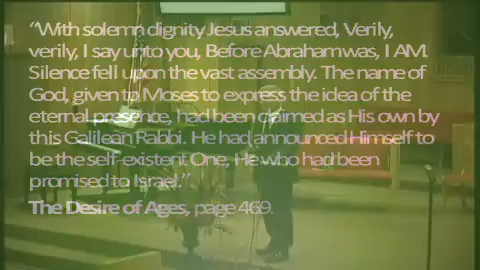 “With solemn dignity Jesus answered, Verily,
verily, I say unto you, Before Abraham was, I AM.
Silence fell upon the vast assembly. The name of
God, given to Moses to express the idea of the
eternal presence, had been claimed as His own by
this Galilean Rabbi. He had announced Himself to
be the self-existent One, He who had been
promised to Israel.”
The Desire of Ages, page 469.